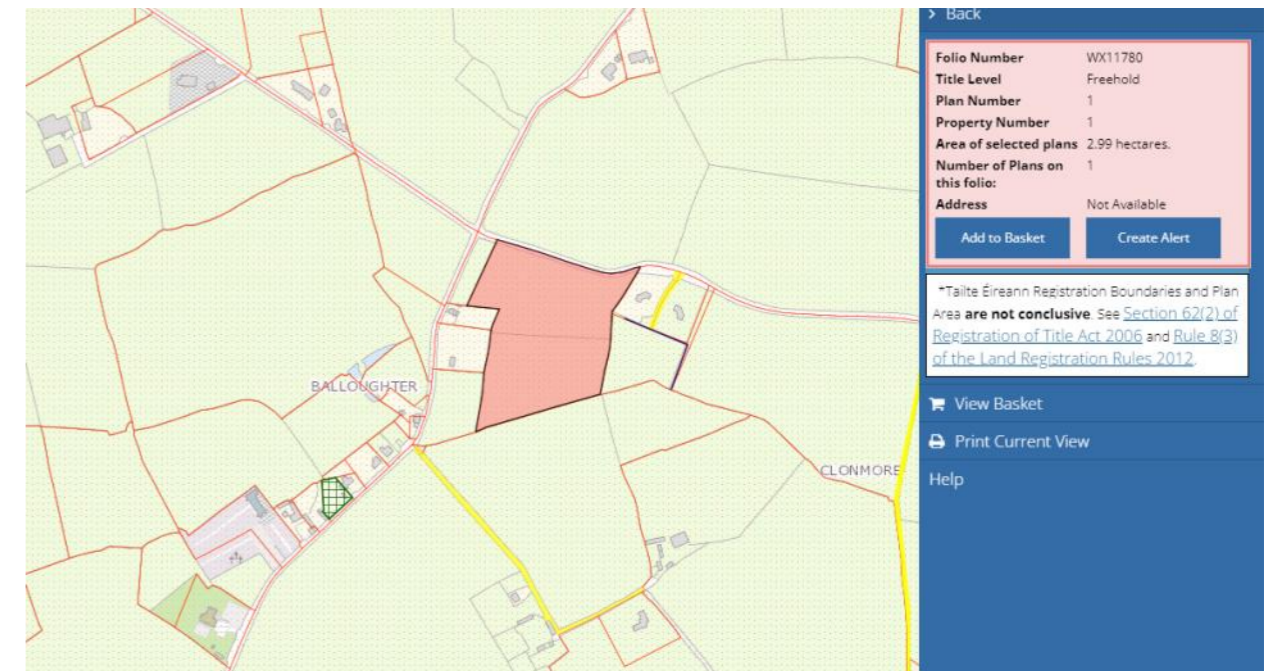 > Back
Folio Number WX11780
Title Level Freehold
Plan Number 1
Property Number 1
Area of selected plans 2.99 hectares.
Number of Plans on 1
this folio:
Address Not Available
Add to Basket Create Alert
*Tailte Éireann Registration Boundaries and Plan
Area are not conclusive. See Section 62(2) of
Registration of Title Act 2006 and Rule 8(3)
of the Land Registration Rules 2012.
View Basket
Print Current View
Help
BALLOUGHTER
CLONMORE